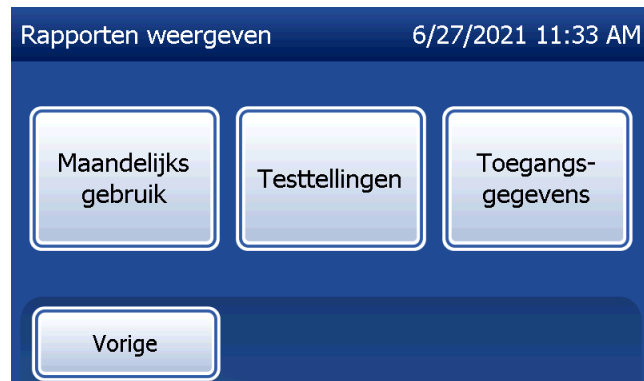 Rapporten weergeven 6/27/2021 11:33 AM
Maandelijks
gebruik
Testtellingen
Toegangs-
gegevens
Vorige